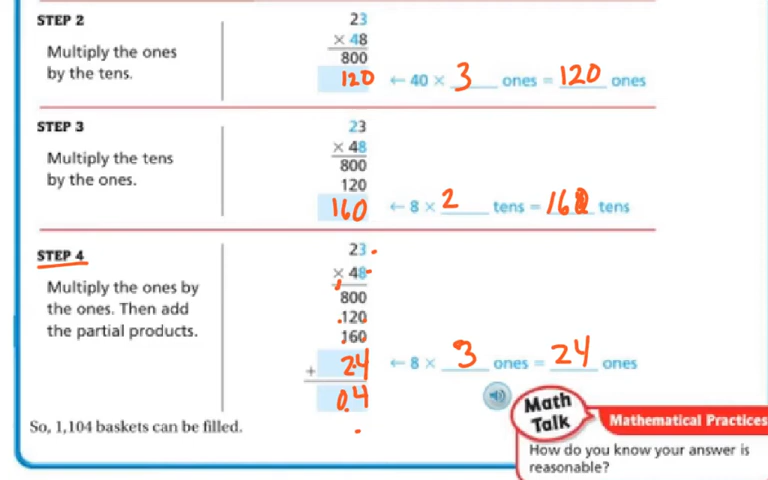 STEP 2
Multiply the ones
by the tens.
23
× 48
800
120 ← 40 × 3 ones = 120 ones
STEP 3
Multiply the tens
by the ones.
23
× 48
800
120
160 ← 8 × 2 tens = tens
STEP 4
Multiply the ones by
the ones. Then add
the partial products.
23
× 48
800
120
160
+ 24 ← 8 × 3 ones = 24 ones
04
So, 1,104 baskets can be filled.
Math
Talk
Mathematical Practices
How do you know your answer is
reasonable?